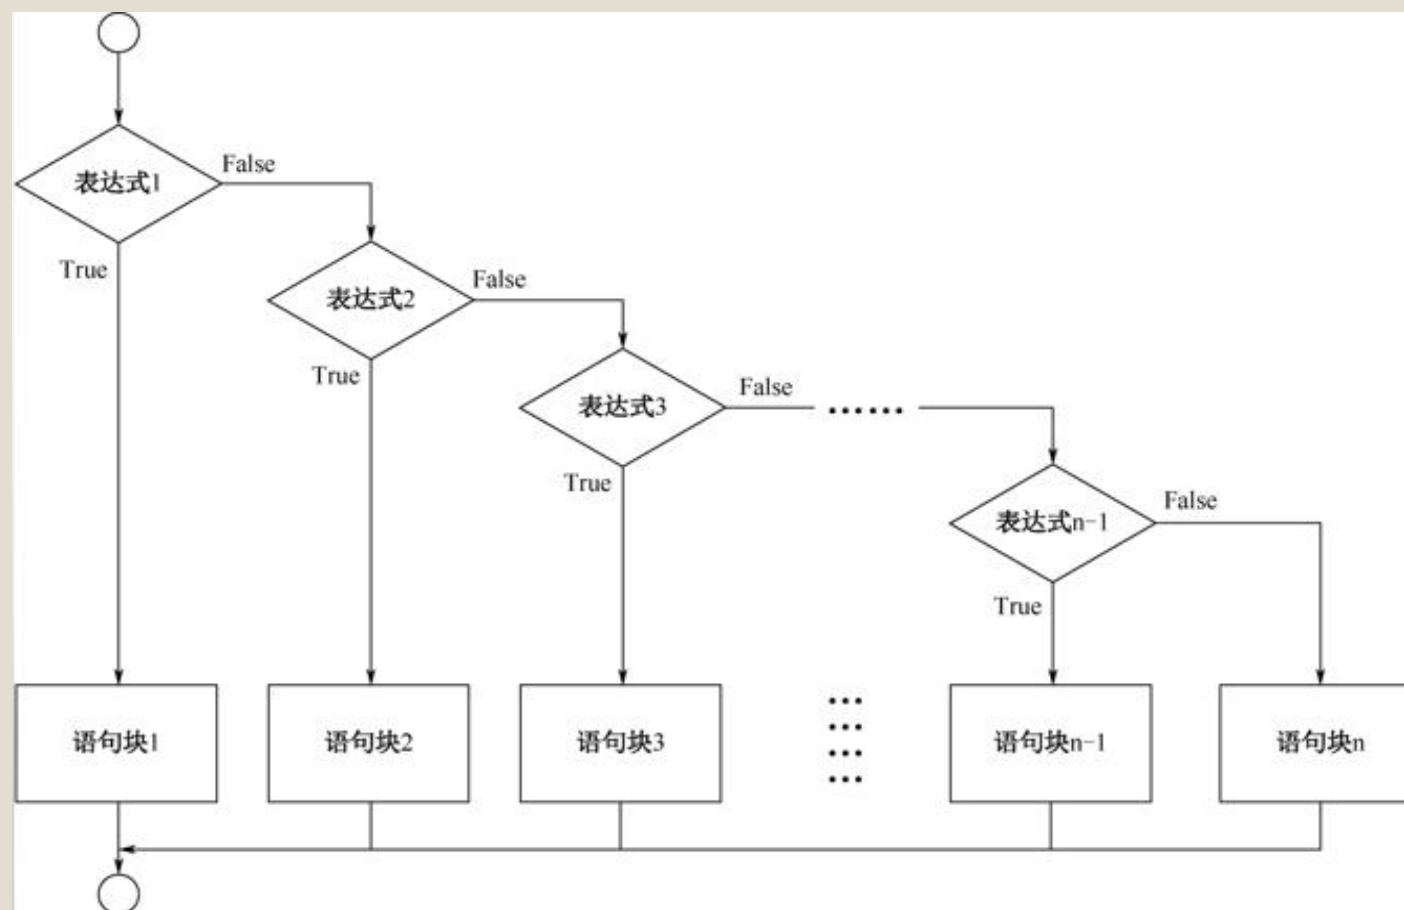 表达式1
False
True
表达式2
False
True
表达式3
False
……
True
表达式n-1
False
True
语句块1
语句块2
语句块3
语句块n-1
语句块n